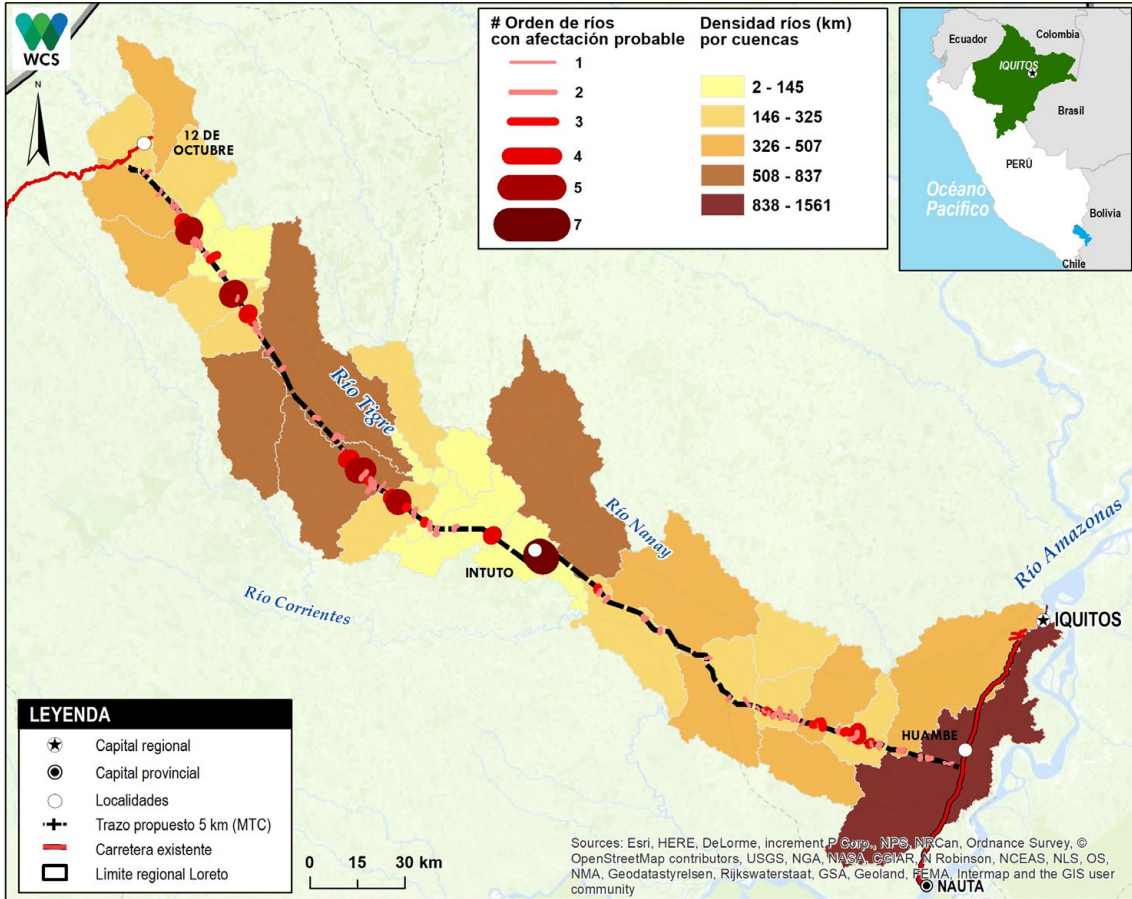 WCS
N
# Orden de ríos
con afectación probable
1
2
3
4
5
7
Densidad ríos (km)
por cuencas
2 - 145
146 - 325
326 - 507
508 - 837
838 - 1561
Ecuador
Colombia
IQUITOS
Brasil
PERÚ
Océano
Pacífico
Bolivia
Chile
12 DE
OCTUBRE
Río Tigre
Río Nanay
Río Amazonas
INTUTO
Río Corrientes
IQUITOS
HUAMBE
NAUTA
LEYENDA
Capital regional
Capital provincial
Localidades
Trazo propuesto 5 km (MTC)
Carretera existente
Límite regional Loreto
0 15 30 km
Sources: Esri, HERE, DeLorme, increment P Corp., NPS, NRCan, Ordnance Survey, ©
OpenStreetMap contributors, USGS, NGA, NASA, CGIAR, N Robinson, NCEAS, NLS, OS,
NMA, Geodatastyrelsen, Rijkswaterstaat, GSA, Geoland, FEMA, Intermap and the GIS user
community